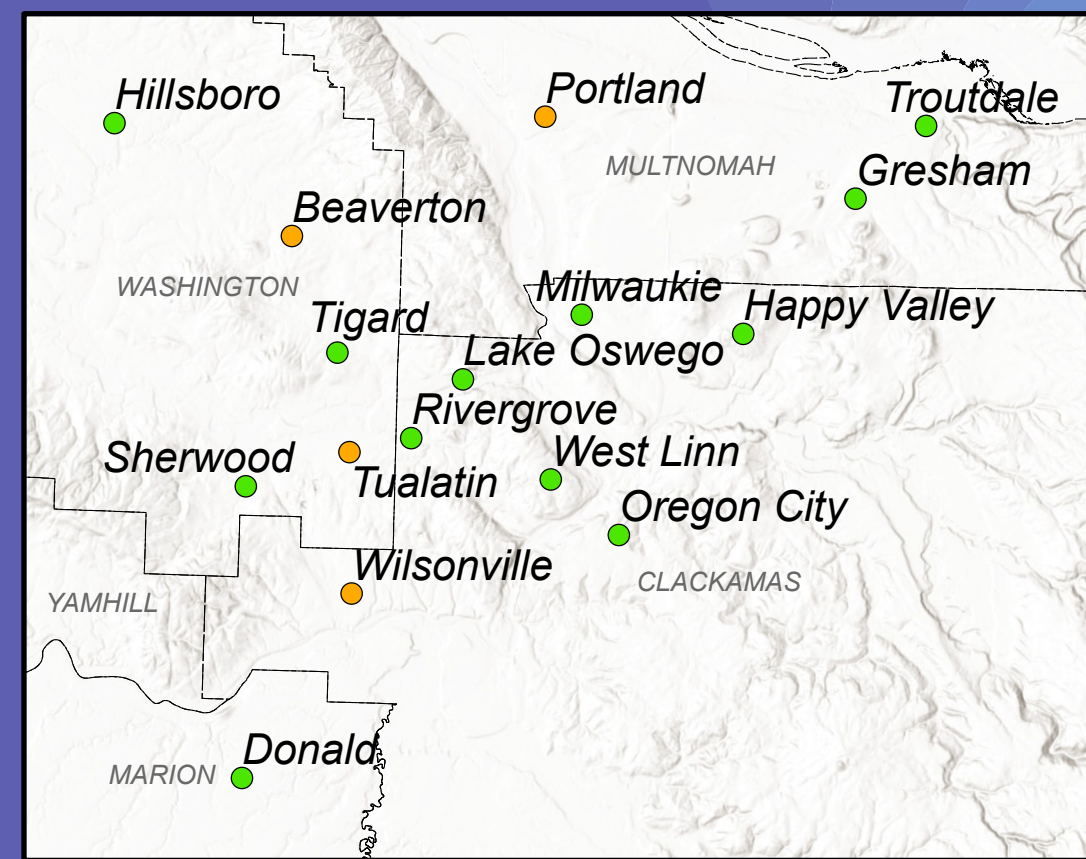 Hillsboro
Portland
Troutdale
MULTNOMAH
Gresham
Beaverton
WASHINGTON
Milwaukie
Happy Valley
Tigard
Lake Oswego
Rivergrove
Sherwood
West Linn
Tualatin
Oregon City
Wilsonville
CLACKAMAS
YAMHILL
Donald
MARION